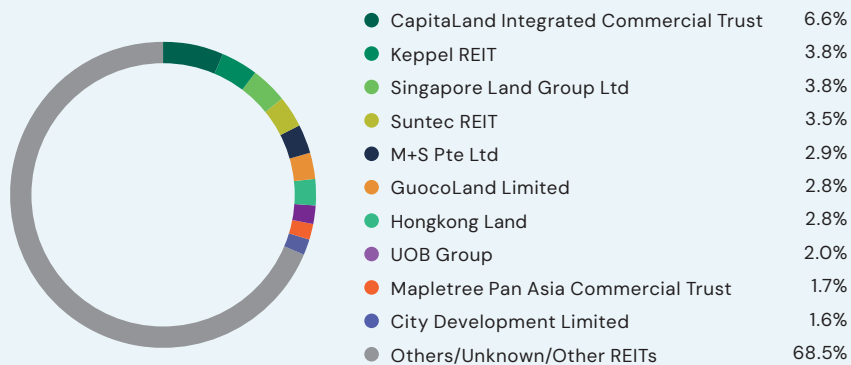 CapitaLand Integrated Commercial Trust 6.6%
Keppel REIT 3.8%
Singapore Land Group Ltd 3.8%
Suntec REIT 3.5%
M+S Pte Ltd 2.9%
GuocoLand Limited 2.8%
Hongkong Land 2.8%
UOB Group 2.0%
Mapletree Pan Asia Commercial Trust 1.7%
City Development Limited 1.6%
Others/Unknown/Other REITs 68.5%